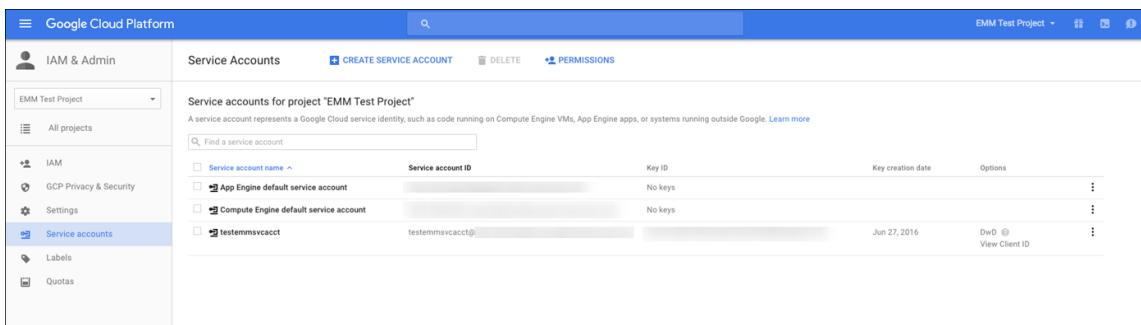 Google Cloud Platform
EMM Test Project
IAM & Admin
Service Accounts
CREATE SERVICE ACCOUNT
DELETE
PERMISSIONS
EMM Test Project
All projects
IAM
GCP Privacy & Security
Settings
Service accounts
Labels
Quotas
Service accounts for project "EMM Test Project"
A service account represents a Google Cloud service identity, such as code running on Compute Engine VMs, App Engine apps, or systems running outside Google. Learn more
Find a service account
Service account name Service account ID Key ID Key creation date Options
App Engine default service account No keys
Compute Engine default service account No keys
testemmsvcacct testemmsvcacct@ Jun 27, 2016 DwD
View Client ID